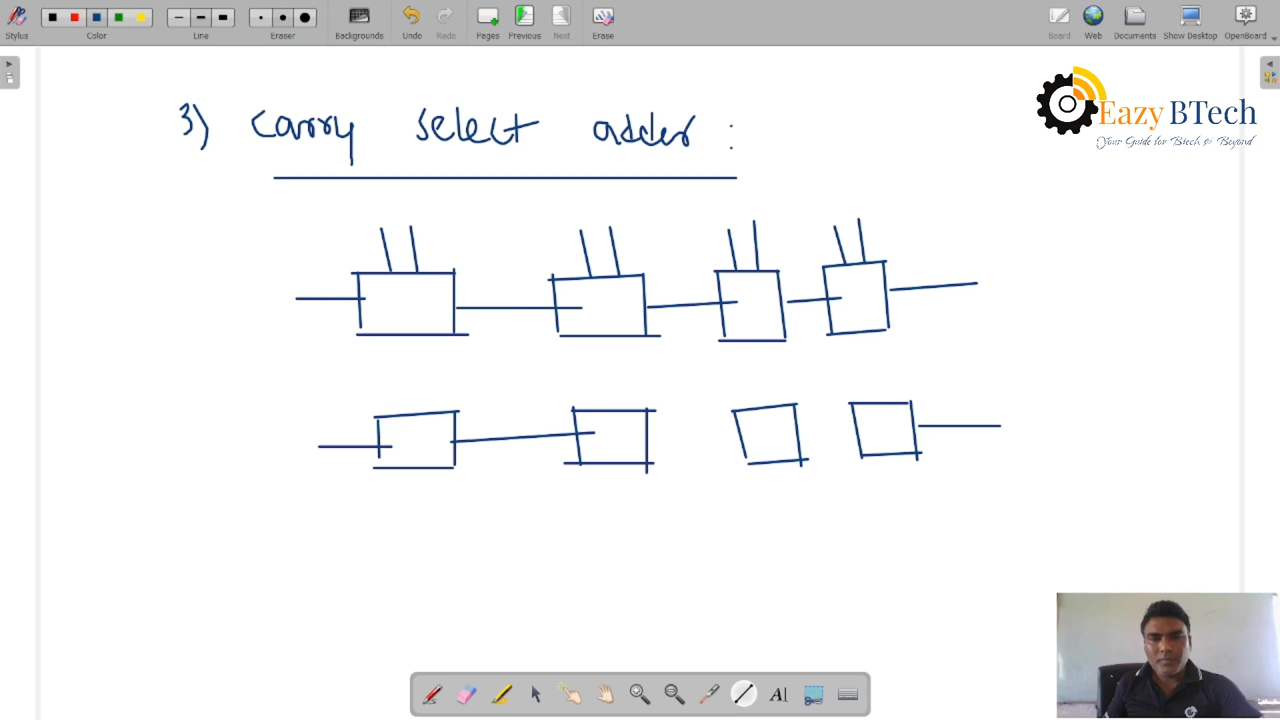 Stylus
Color
Line
Eraser
Backgrounds
Undo
Redo
Pages
Previous
Next
Erase
Board
Web
Documents
Show Desktop
OpenBoard
Eazy BTech
Your Guide for Btech & Beyond
3) carry select adder :
AI